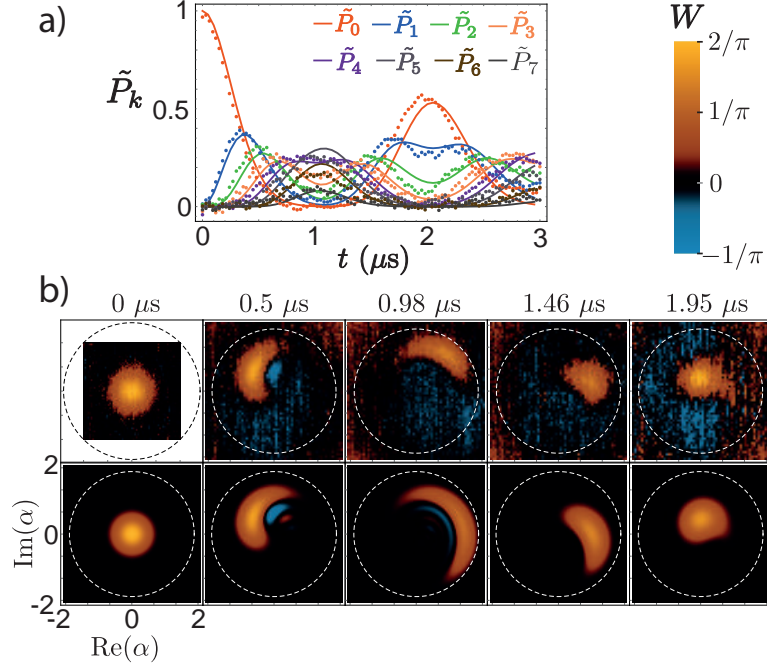 a)
P̃₀ P̃₁ P̃₂ P̃₃
P̃₄ P̃₅ P̃₆ P̃₇
P̃ₖ
1
0.5
0
0 1 2 3
t (μs)
W
2/π
1/π
0
−1/π
b)
0 μs 0.5 μs 0.98 μs 1.46 μs 1.95 μs
2
0
-2
Im(α)
-2 0 2
Re(α)